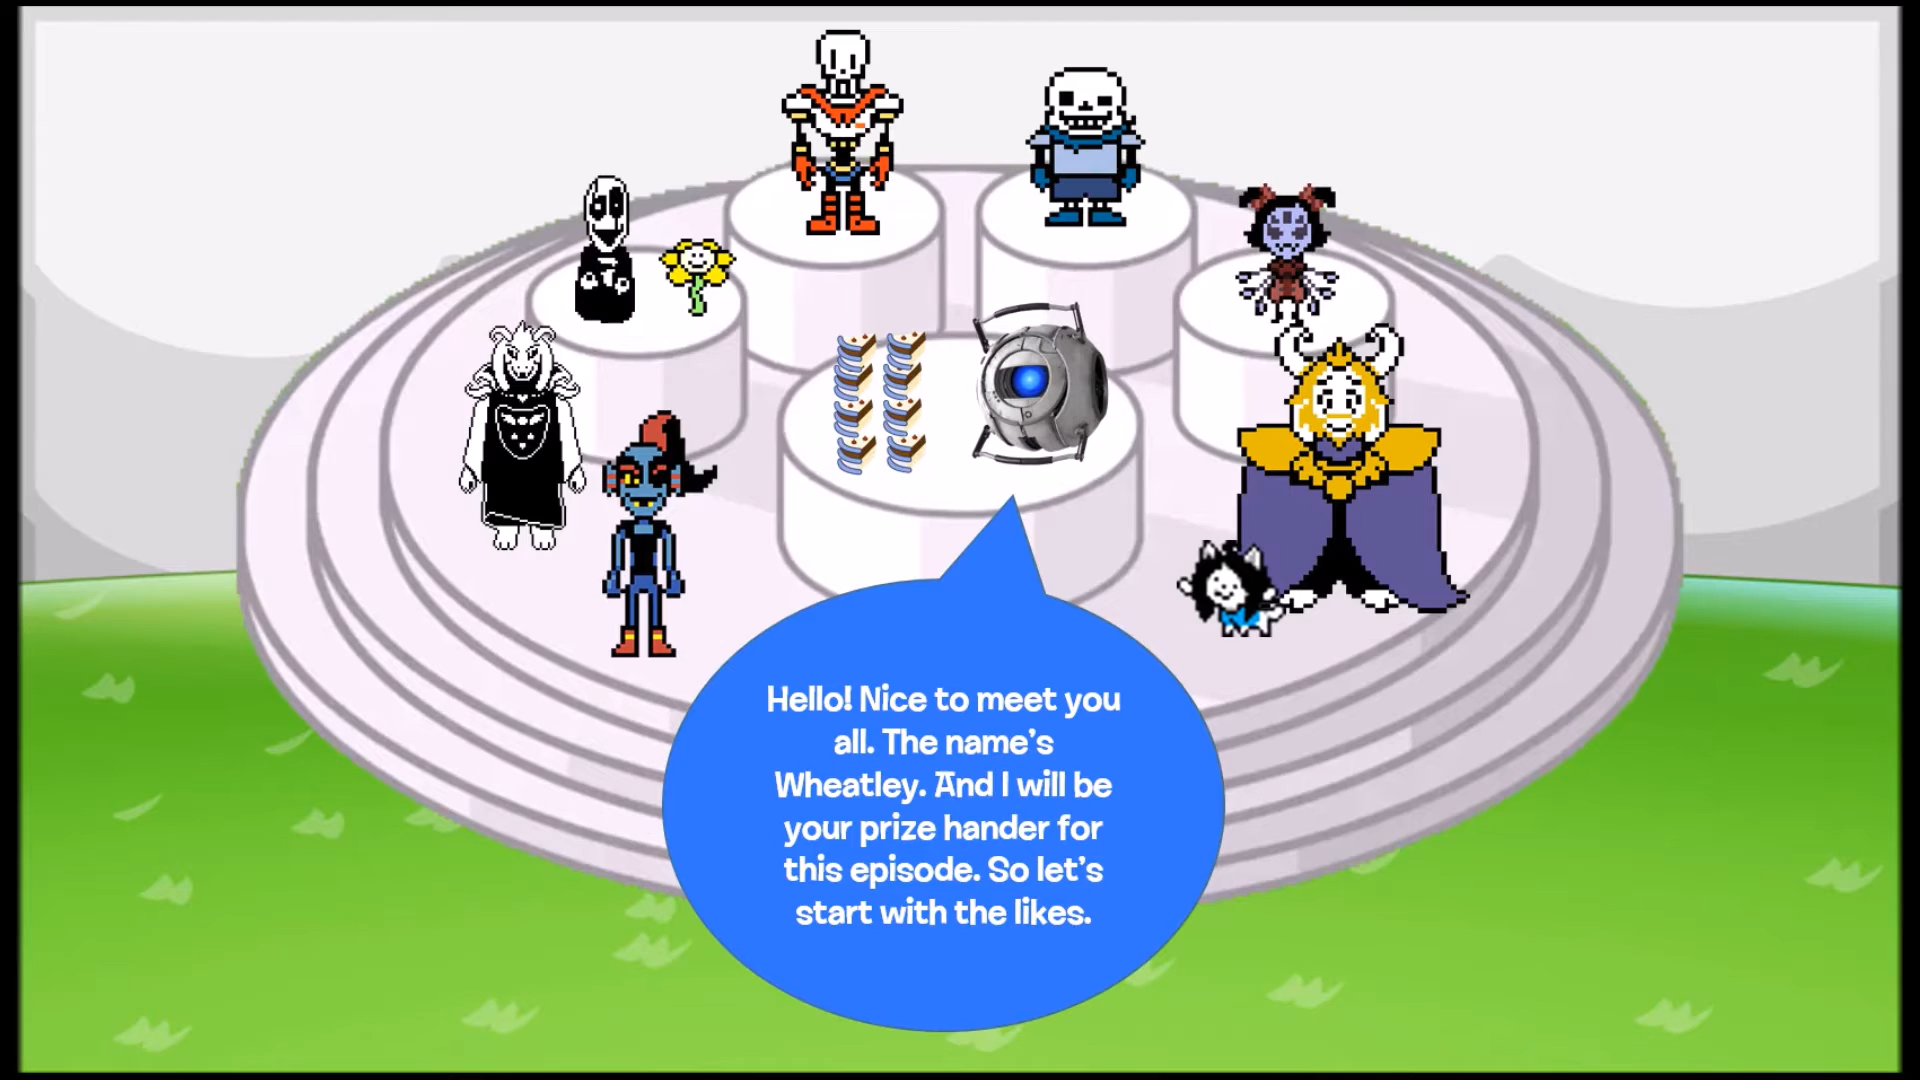 Hello! Nice to meet you
all. The name's
Wheatley. And I will be
your prize hander for
this episode. So let's
start with the likes.